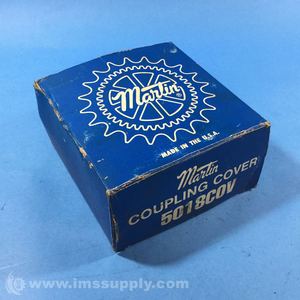 Martin
MADE IN THE U.S.A.
Martin
COUPLING COVER
5018COV
© www.imssupply.com